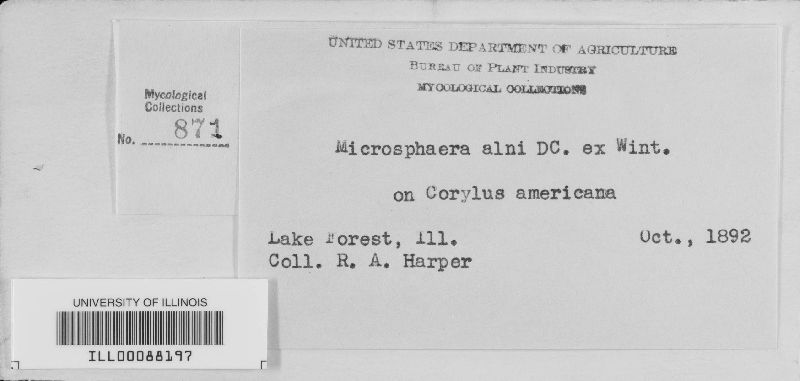 UNITED STATES DEPARTMENT OF AGRICULTURE
BUREAU OF PLANT INDUSTRY
MYCOLOGICAL COLLECTIONS
Mycological
Collections
No. 871
Microsphaera alni DC. ex Wint.
on Corylus americana
Lake Forest, Ill. Oct., 1892
Coll. R. A. Harper
UNIVERSITY OF ILLINOIS
ILL00088197